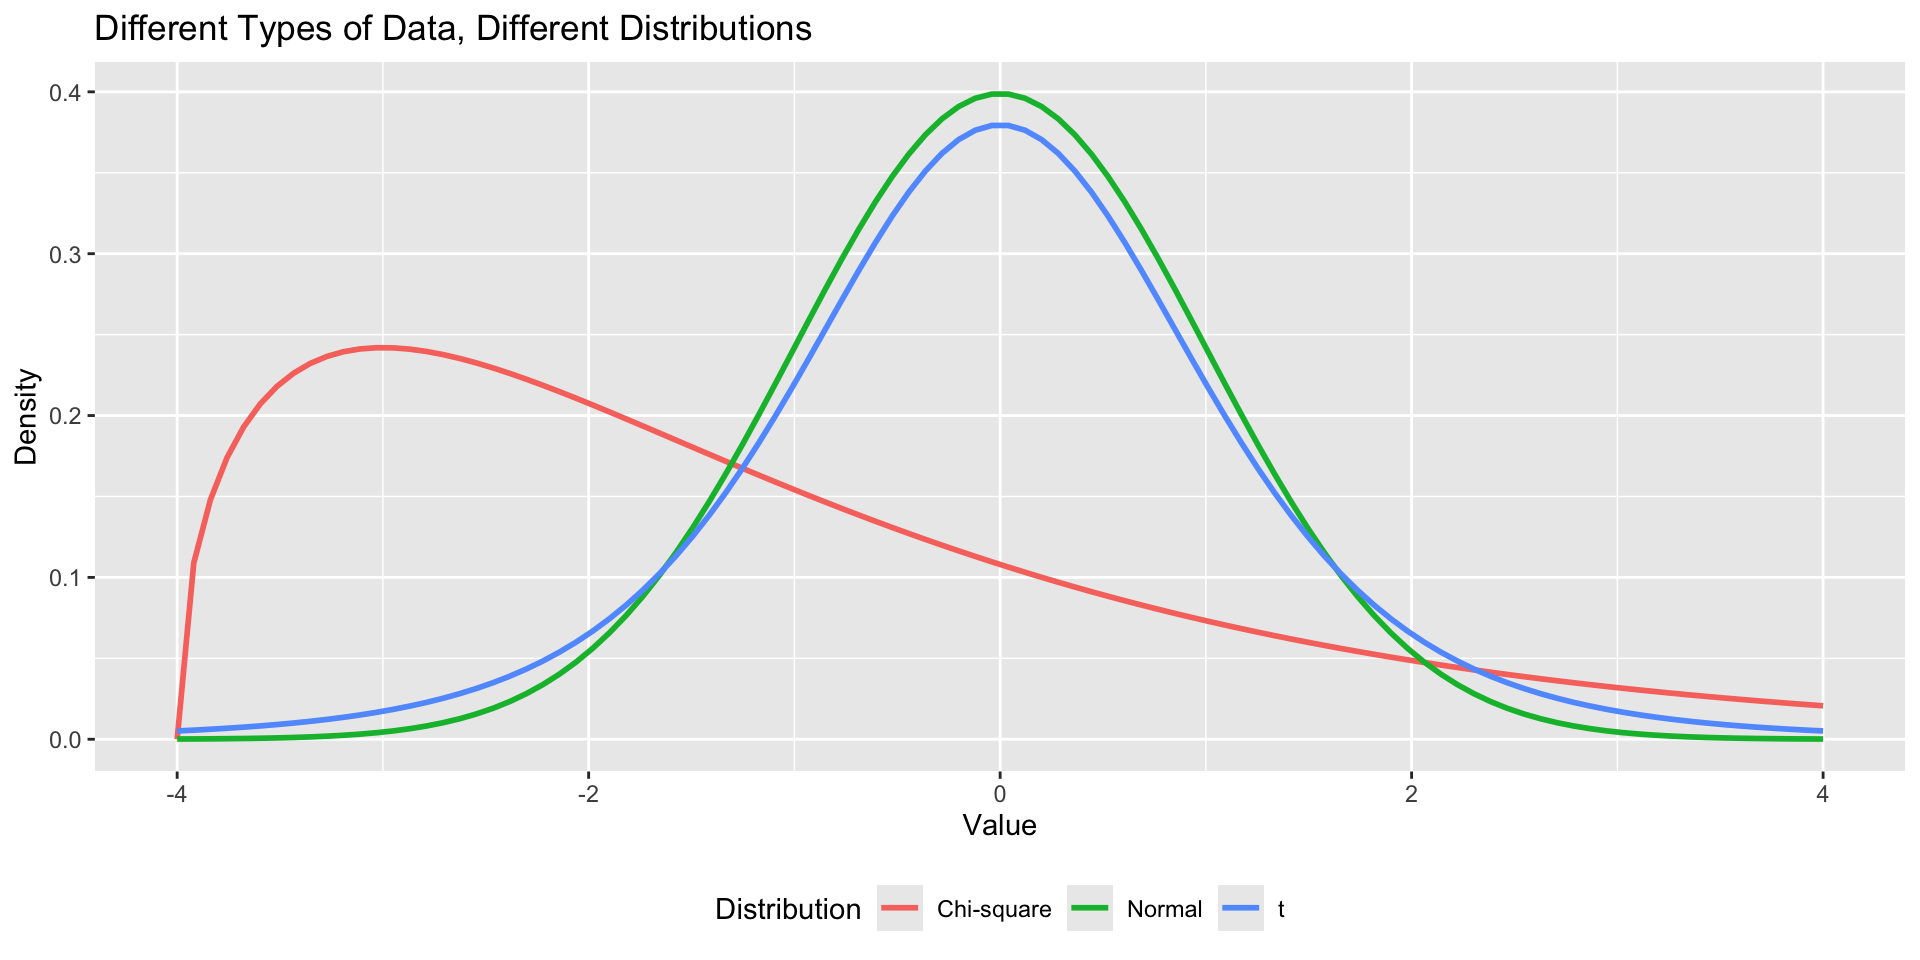 Different Types of Data, Different Distributions
0.4
0.3
0.2
0.1
0.0
Density
-4 -2 0 2 4
Value
Distribution Chi-square Normal t